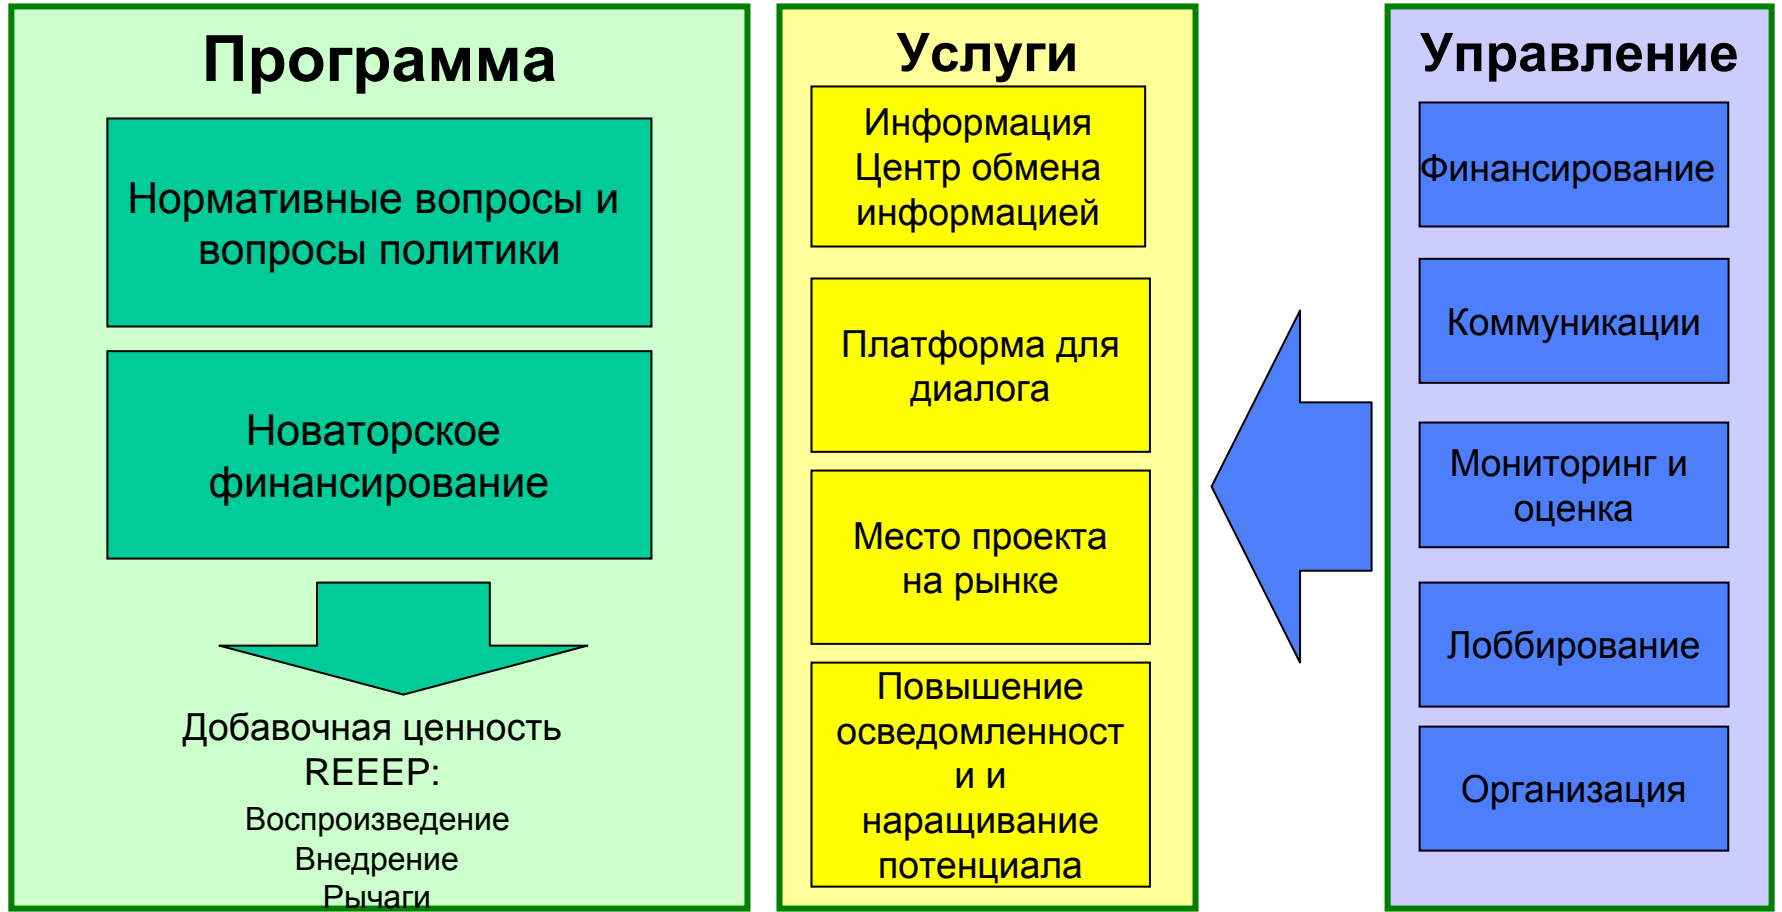 Программа
Нормативные вопросы и
вопросы политики
Новаторское
финансирование
Добавочная ценность
REEEP:
Воспроизведение
Внедрение
Рычаги
Услуги
Информация
Центр обмена
информацией
Платформа для
диалога
Место проекта
на рынке
Повышение
осведомленност
и и
наращивание
потенциала
Управление
Финансирование
Коммуникации
Мониторинг и
оценка
Лоббирование
Организация